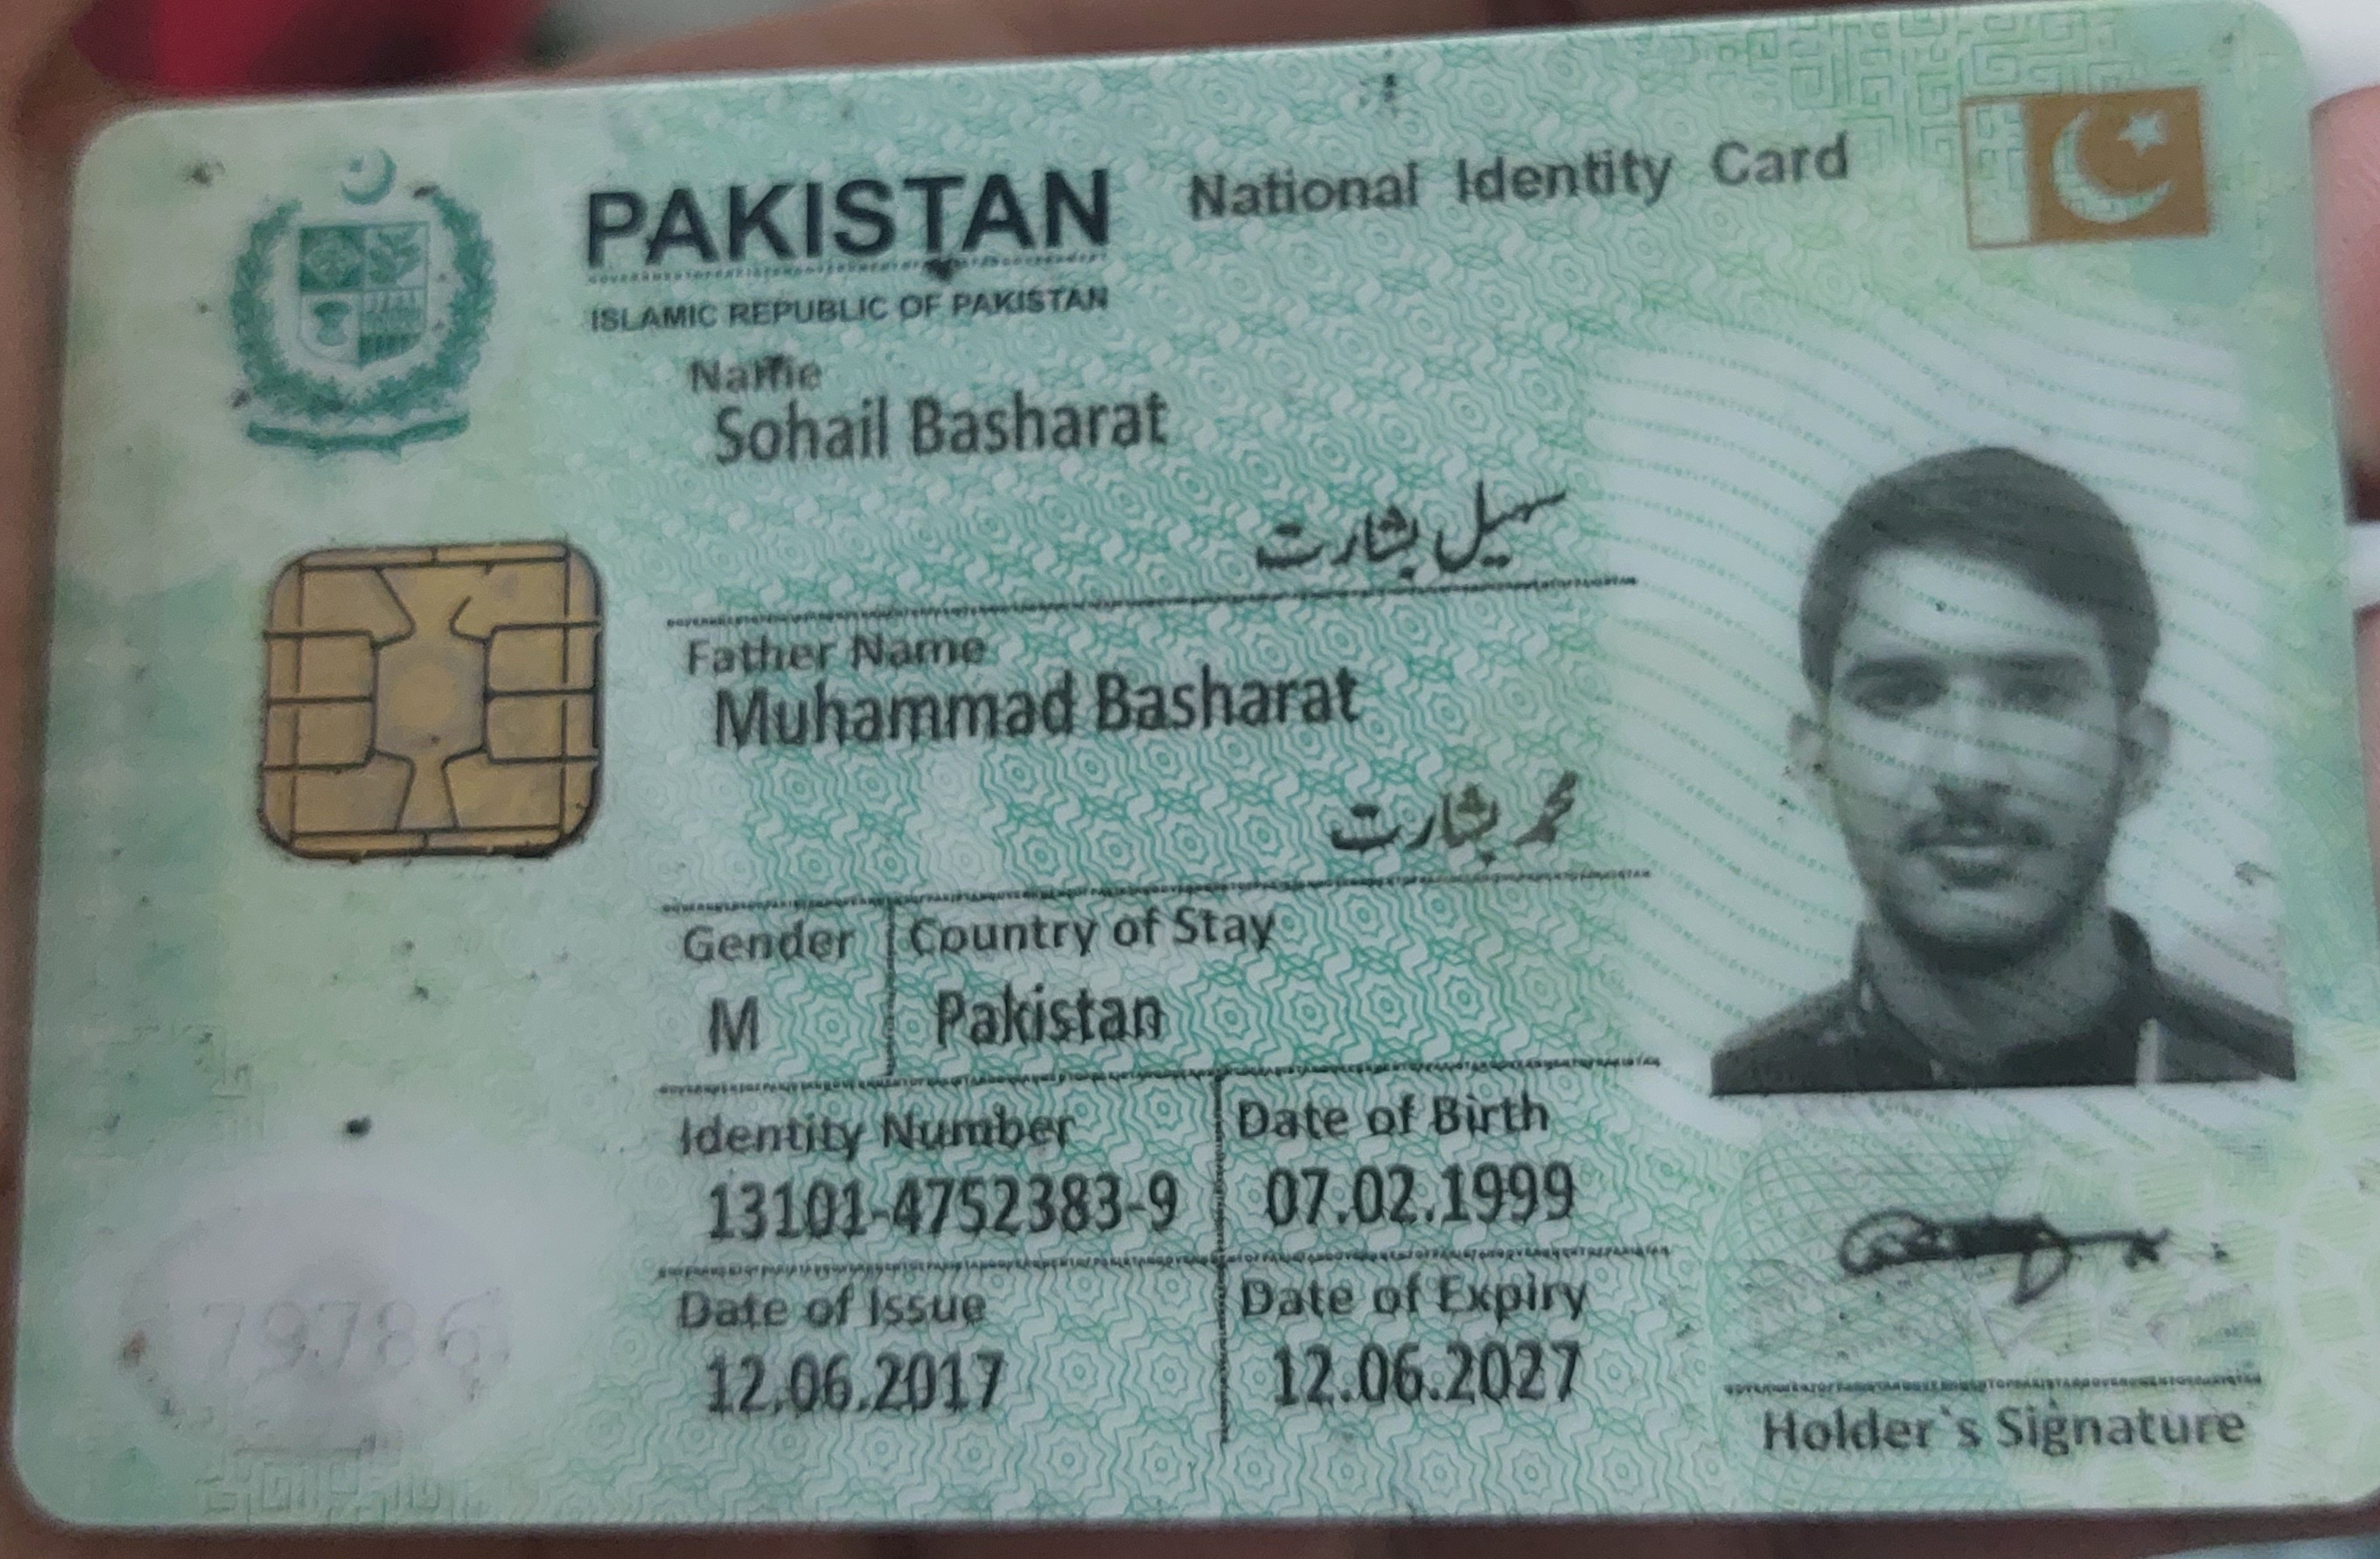 PAKISTAN National Identity Card
ISLAMIC REPUBLIC OF PAKISTAN
Name
Sohail Basharat
سہیل بشارت
Father Name
Muhammad Basharat
محمد بشارت
Gender Country of Stay
M Pakistan
Identity Number Date of Birth
13101-4752383-9 07.02.1999
Date of Issue Date of Expiry
12.06.2017 12.06.2027
79786
Holder`s Signature